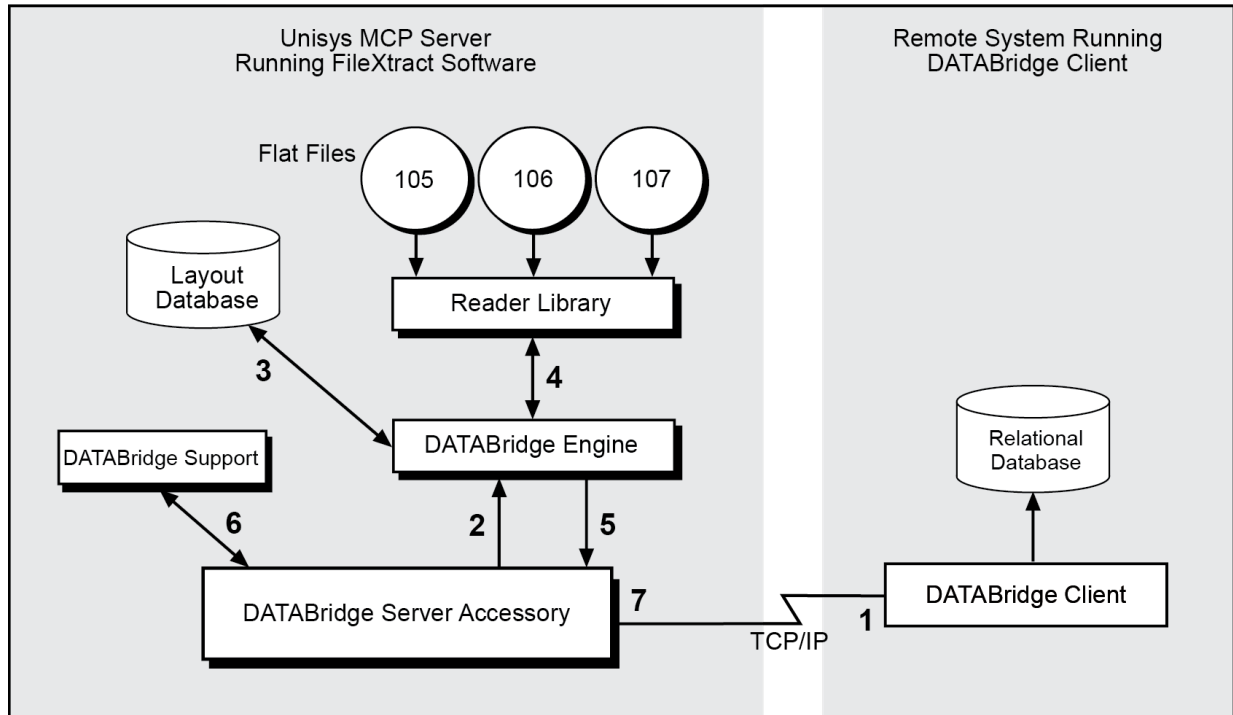 Unisys MCP Server
Running FileXtract Software
Remote System Running
DATABridge Client
Flat Files
105
106
107
Layout
Database
Reader Library
3
4
DATABridge Engine
Relational
Database
DATABridge Support
6
2
5
DATABridge Server Accessory
7
TCP/IP
1
DATABridge Client